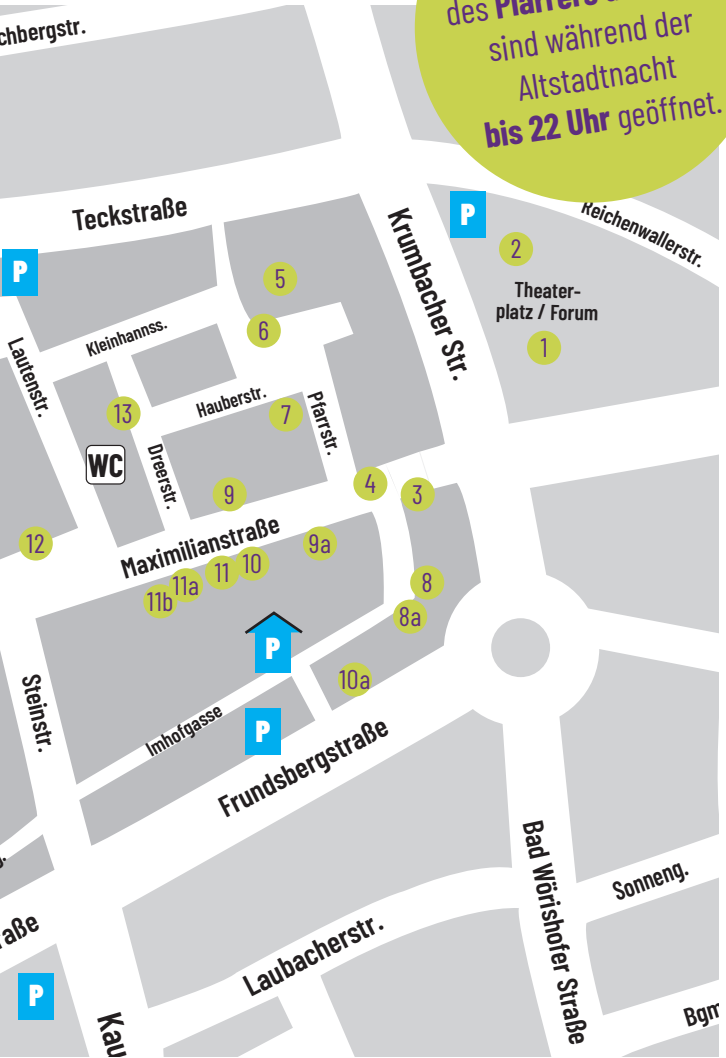 des Pfarrers
sind während der
Altstadtnacht
bis 22 Uhr geöffnet.
chbergstr.
Teckstraße
P
Reichenwallerstr.
P
2
Krumbacher Str.
5
Theater-
platz / Forum
6
Kleinhannss.
1
Lautenstr.
Hauberstr.
13
7
Pfarrstr.
WC
Dreerstr.
9
4
3
12
Maximilianstraße
9a
10
11
11a
11b
8
8a
P
10a
Steinstr.
Imhofgasse
P
Frundsbergstraße
Bad Wörishofer Straße
Sonneng.
raße
Laubacherstr.
P
Kau
Bgm